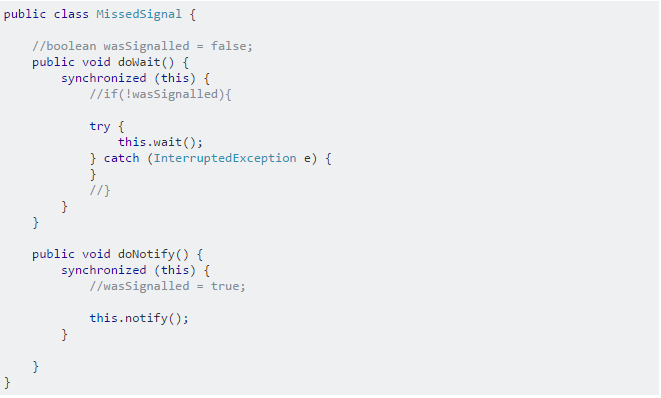 public class MissedSignal {
//boolean wasSignalled = false;
public void doWait() {
synchronized (this) {
//if(!wasSignalled){
try {
this.wait();
} catch (InterruptedException e) {
}
//}
}
}
public void doNotify() {
synchronized (this) {
//wasSignalled = true;
this.notify();
}
}
}